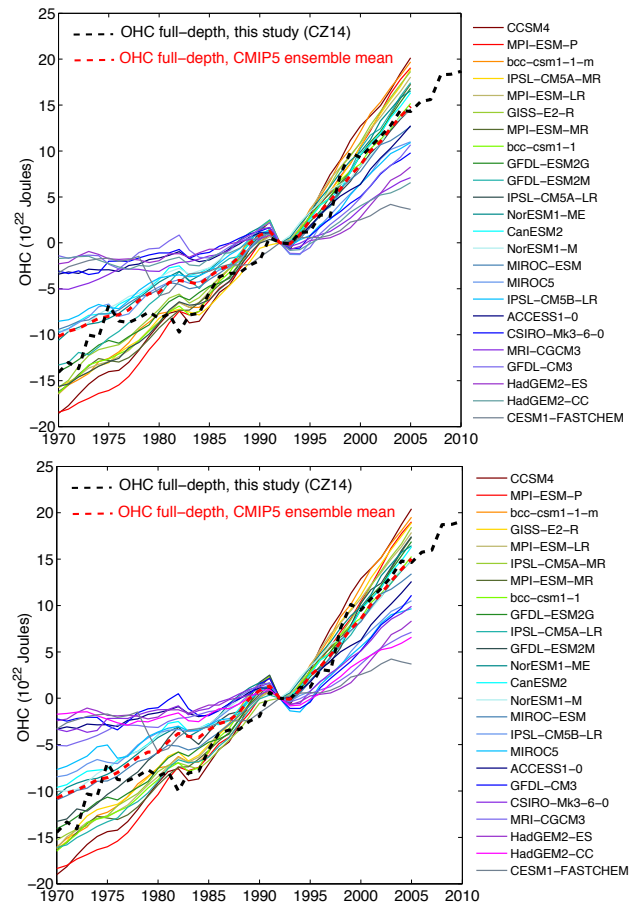 25
20
15
10
5
0
−5
−10
−15
−20
OHC (10²² Joules)
OHC full−depth, this study (CZ14)
OHC full−depth, CMIP5 ensemble mean
1970 1975 1980 1985 1990 1995 2000 2005 2010
CCSM4
MPI−ESM−P
bcc−csm1−1−m
IPSL−CM5A−MR
MPI−ESM−LR
GISS−E2−R
MPI−ESM−MR
bcc−csm1−1
GFDL−ESM2G
GFDL−ESM2M
IPSL−CM5A−LR
NorESM1−ME
CanESM2
NorESM1−M
MIROC−ESM
MIROC5
IPSL−CM5B−LR
ACCESS1−0
CSIRO−Mk3−6−0
MRI−CGCM3
GFDL−CM3
HadGEM2−ES
HadGEM2−CC
CESM1−FASTCHEM
25
20
15
10
5
0
−5
−10
−15
−20
OHC (10²² Joules)
OHC full−depth, this study (CZ14)
OHC full−depth, CMIP5 ensemble mean
1970 1975 1980 1985 1990 1995 2000 2005 2010
CCSM4
MPI−ESM−P
bcc−csm1−1−m
GISS−E2−R
MPI−ESM−LR
IPSL−CM5A−MR
MPI−ESM−MR
bcc−csm1−1
GFDL−ESM2G
IPSL−CM5A−LR
GFDL−ESM2M
NorESM1−ME
CanESM2
NorESM1−M
MIROC−ESM
IPSL−CM5B−LR
MIROC5
ACCESS1−0
GFDL−CM3
CSIRO−Mk3−6−0
MRI−CGCM3
HadGEM2−ES
HadGEM2−CC
CESM1−FASTCHEM